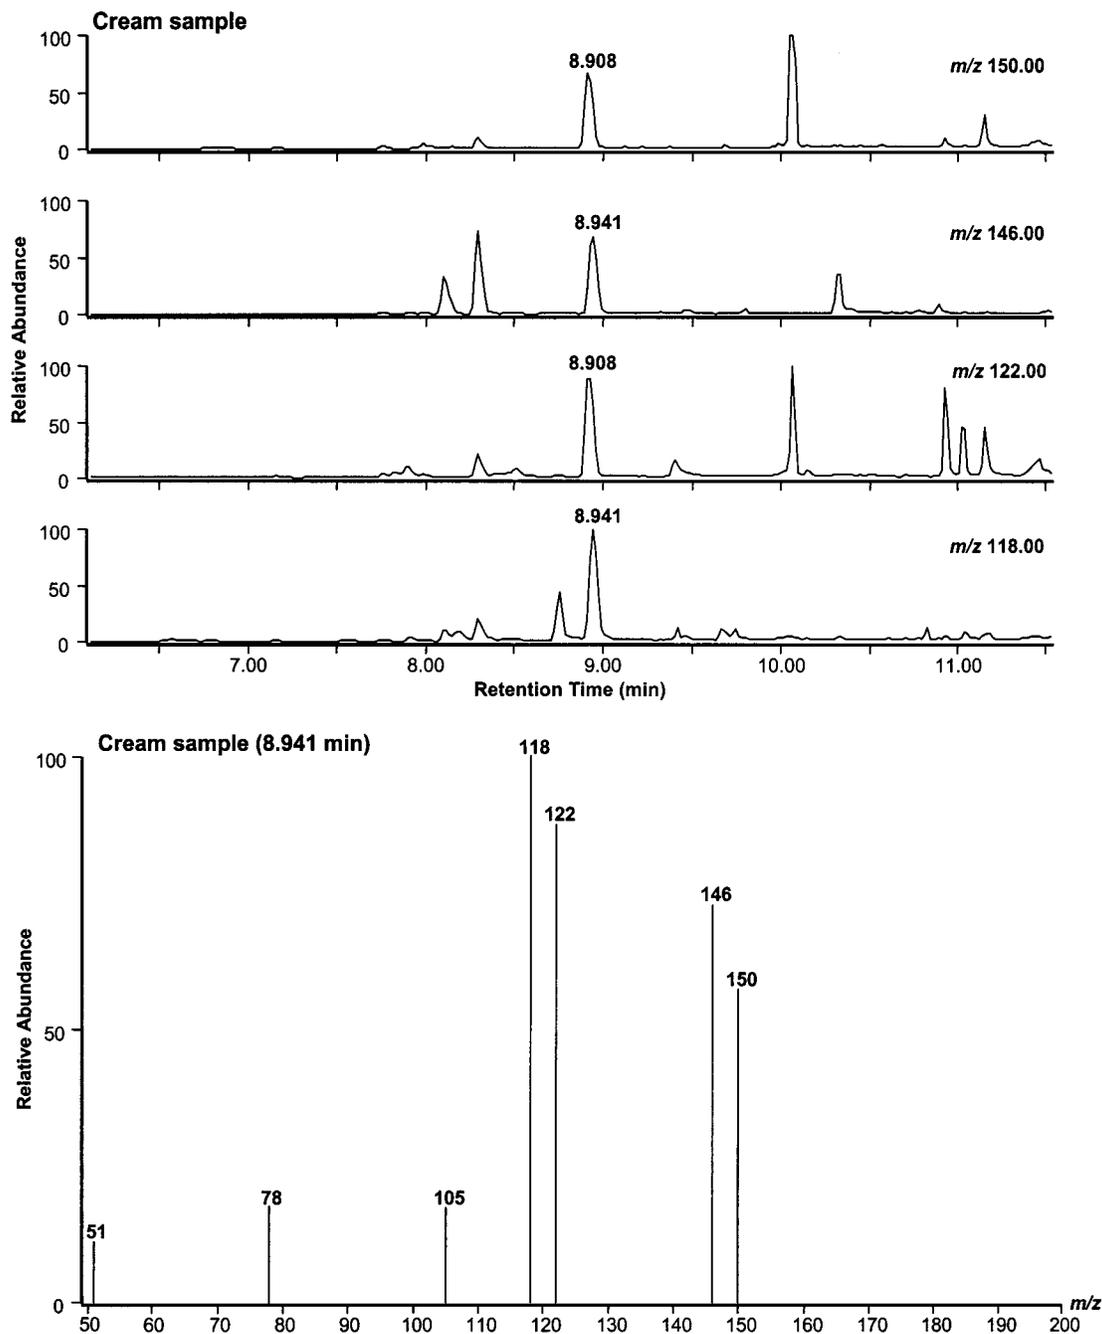 Cream sample
100
50
0
8.908
m/z 150.00
100
50
0
8.941
m/z 146.00
100
50
0
8.908
m/z 122.00
100
50
0
8.941
m/z 118.00
Relative Abundance
7.00 8.00 9.00 10.00 11.00
Retention Time (min)
Cream sample (8.941 min)
100
50
0
Relative Abundance
118
122
146
150
78
105
51
50 60 70 80 90 100 110 120 130 140 150 160 170 180 190 200
m/z